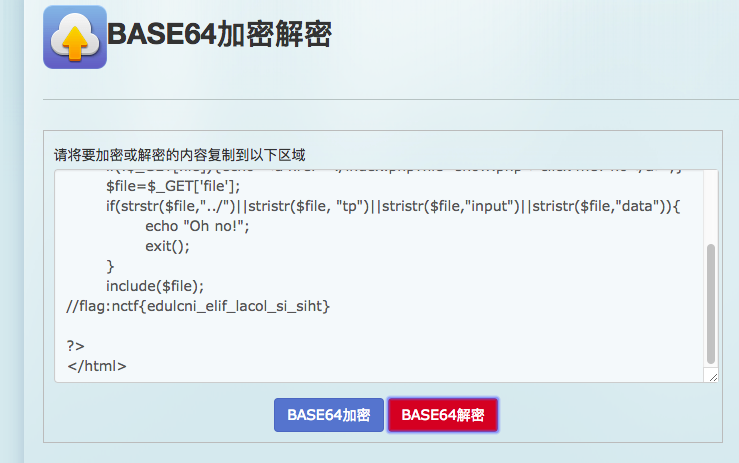 BASE64加密解密
请将要加密或解密的内容复制到以下区域
$file=$_GET['file'];
if(strstr($file,"../")||stristr($file, "tp")||stristr($file,"input")||stristr($file,"data")){
echo "Oh no!";
exit();
}
include($file);
//flag:nctf{edulcni_elif_lacol_si_siht}
?>
</html>
BASE64加密 BASE64解密